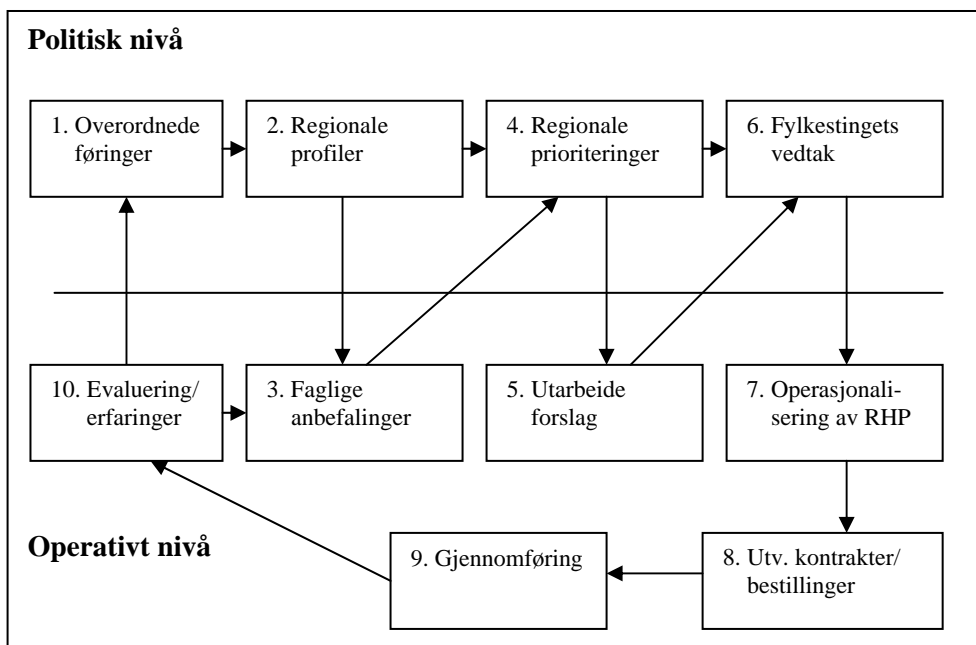 Politisk nivå
1. Overordnede
føringer
2. Regionale
profiler
4. Regionale
prioriteringer
6. Fylkestingets
vedtak
10. Evaluering/
erfaringer
3. Faglige
anbefalinger
5. Utarbeide
forslag
7. Operasjonali-
sering av RHP
Operativt nivå
9. Gjennomføring
8. Utv. kontrakter/
bestillinger